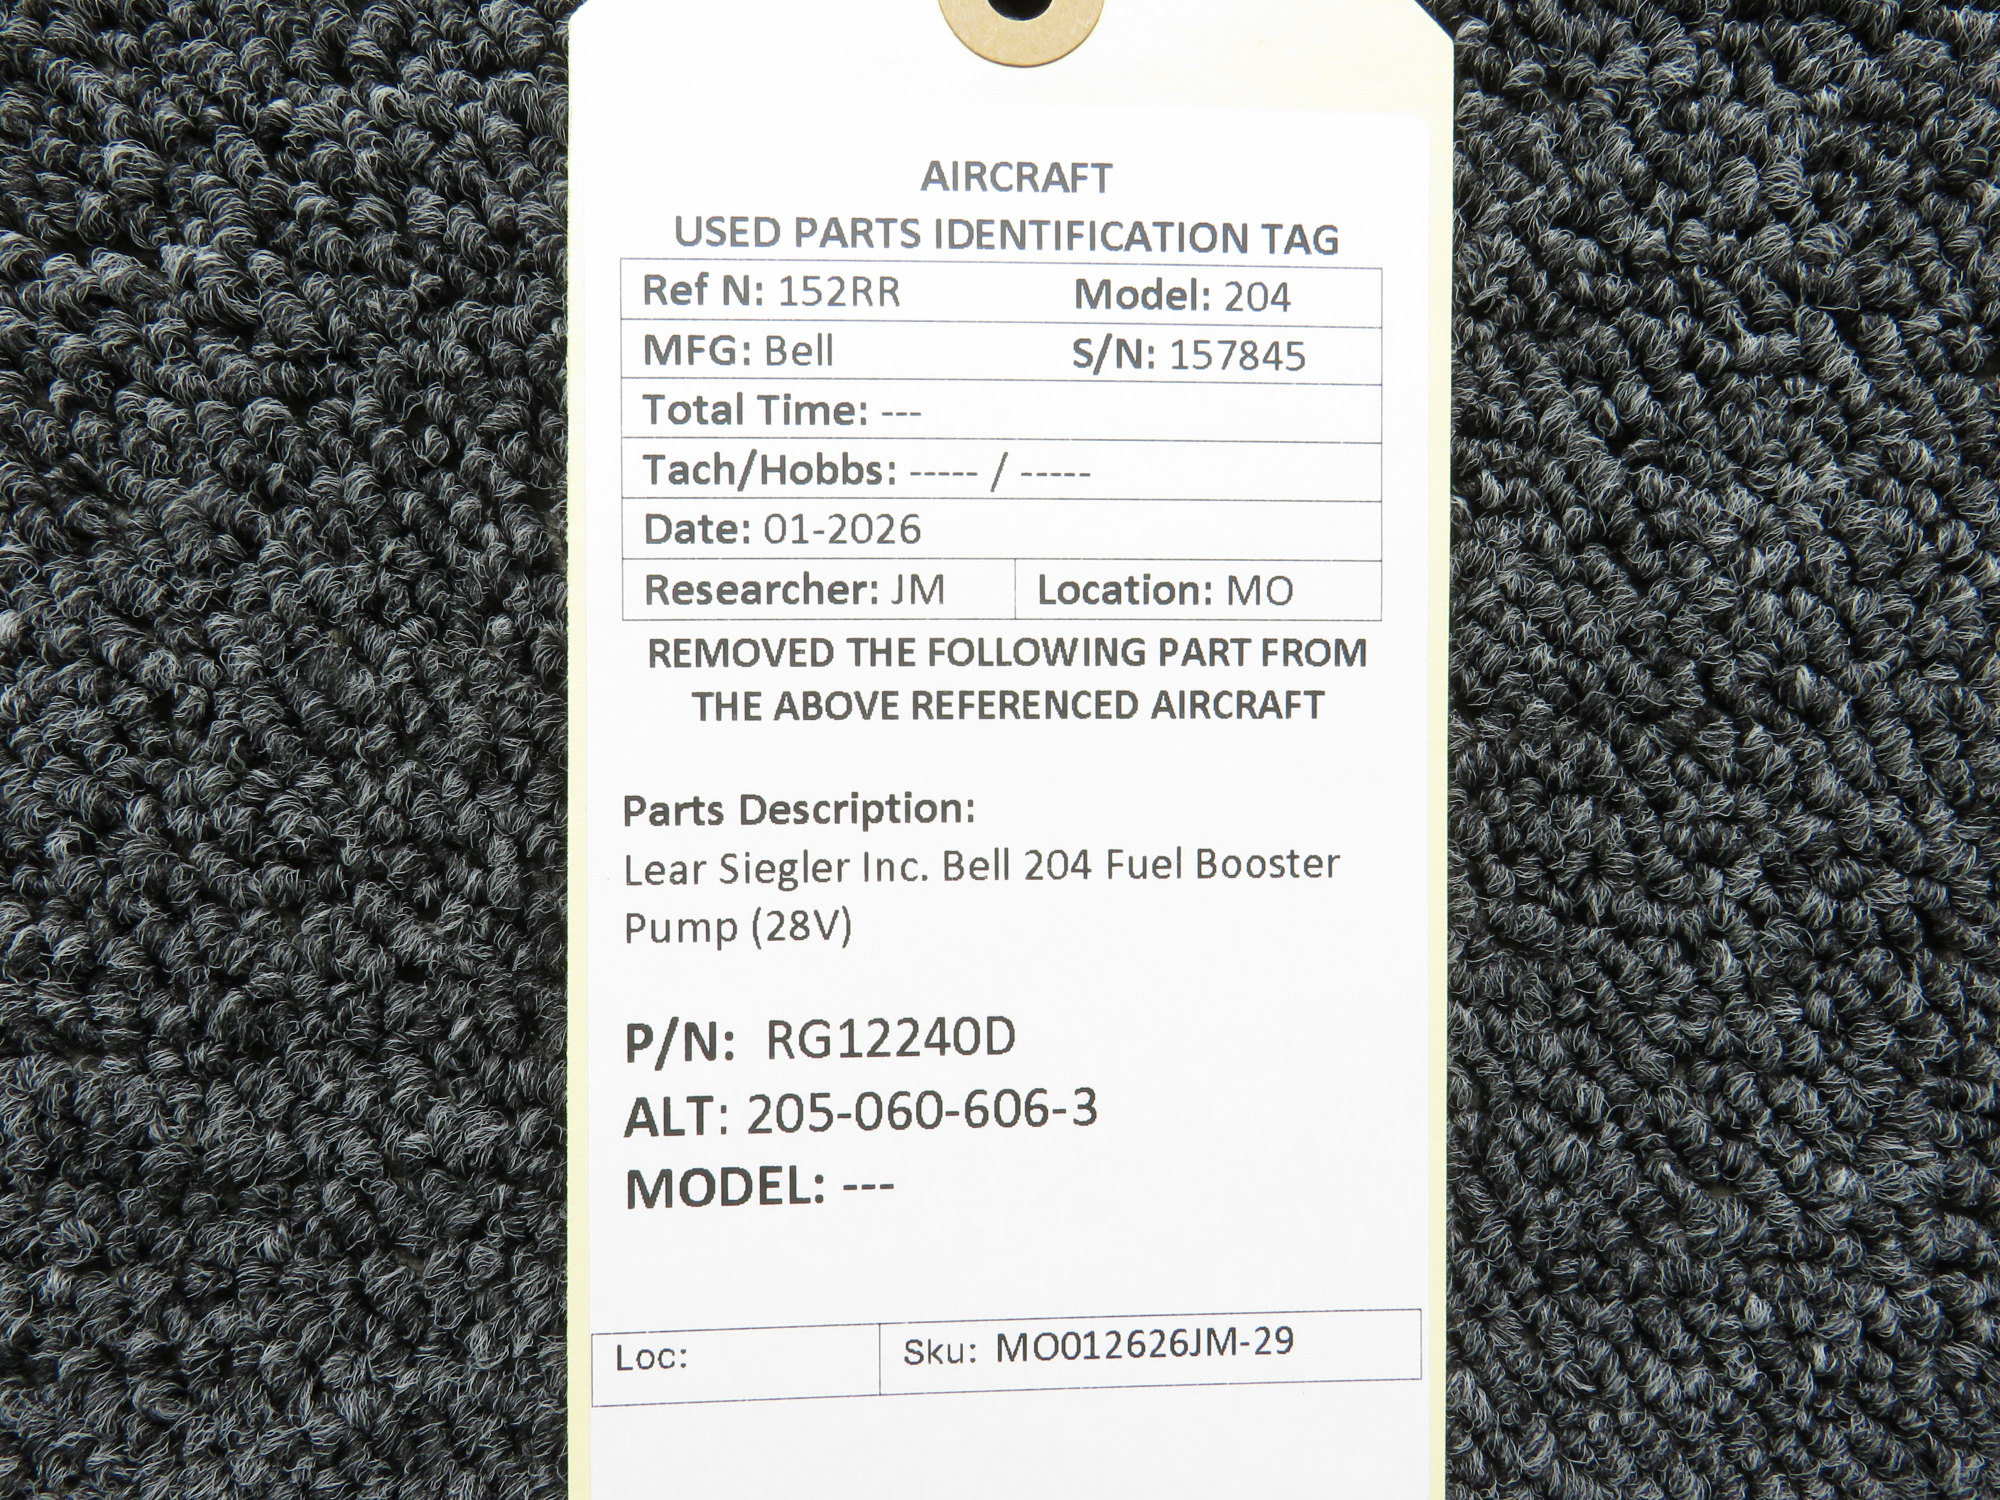 AIRCRAFT
USED PARTS IDENTIFICATION TAG
Ref N: 152RR Model: 204
MFG: Bell S/N: 157845
Total Time: ---
Tach/Hobbs: ----- / -----
Date: 01-2026
Researcher: JM Location: MO
REMOVED THE FOLLOWING PART FROM
THE ABOVE REFERENCED AIRCRAFT
Parts Description:
Lear Siegler Inc. Bell 204 Fuel Booster
Pump (28V)
P/N: RG12240D
ALT: 205-060-606-3
MODEL: ---
Loc: Sku: MO012626JM-29